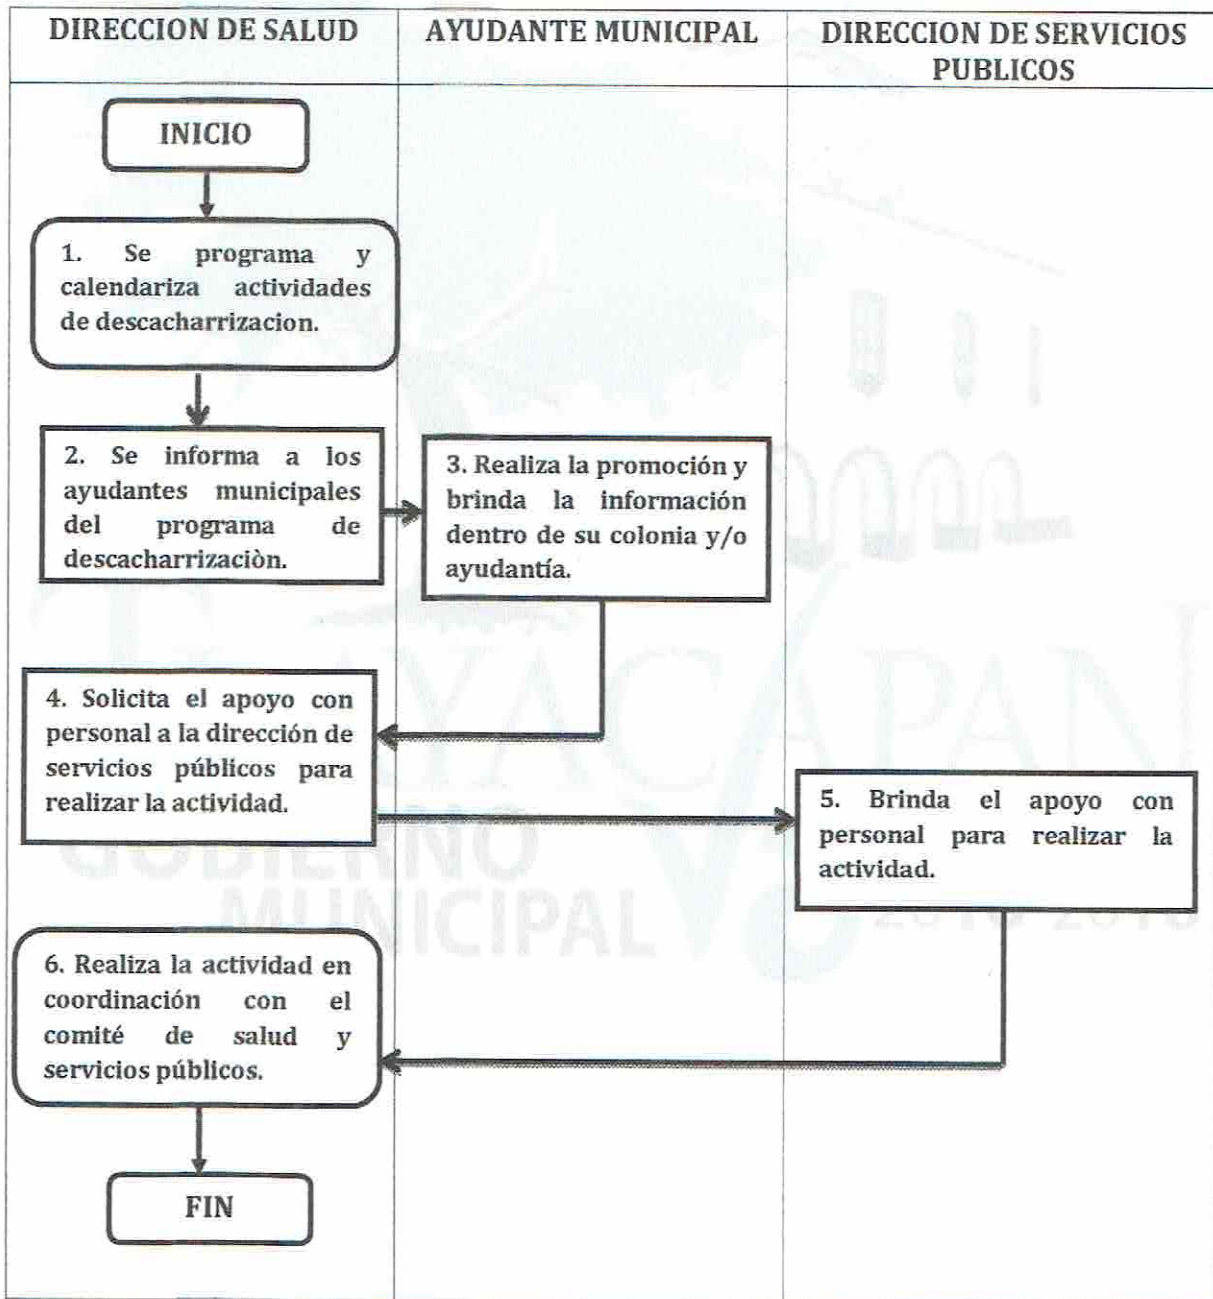 DIRECCION DE SALUD
AYUDANTE MUNICIPAL
DIRECCION DE SERVICIOS
PUBLICOS
INICIO
1. Se programa y
calendariza actividades
de descacharrizacion.
2. Se informa a los
ayudantes municipales
del programa de
descacharrizaciòn.
3. Realiza la promoción y
brinda la información
dentro de su colonia y/o
ayudantía.
4. Solicita el apoyo con
personal a la dirección de
servicios públicos para
realizar la actividad.
5. Brinda el apoyo con
personal para realizar la
actividad.
6. Realiza la actividad en
coordinación con el
comité de salud y
servicios públicos.
FIN
TLAYACAPAN
GOBIERNO
MUNICIPAL